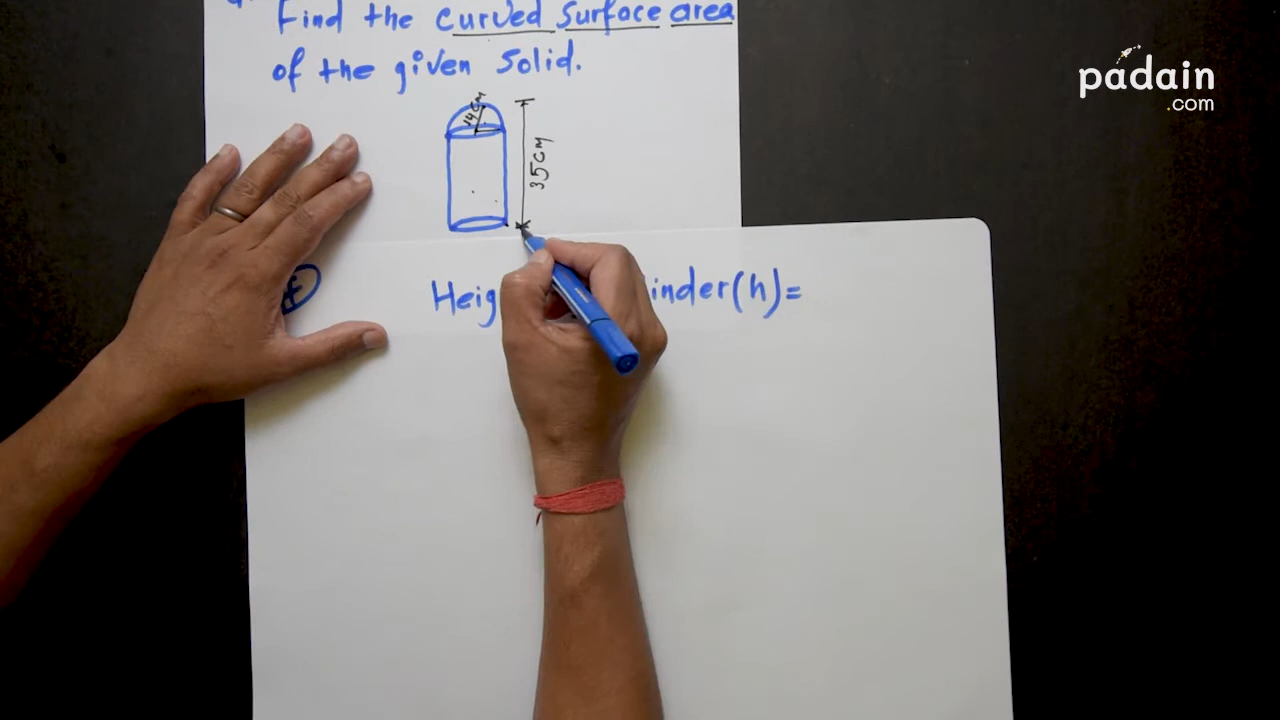 Find the curved surface area
of the given solid.
14cm
35cm
Heig inder(h)=
padain
.com